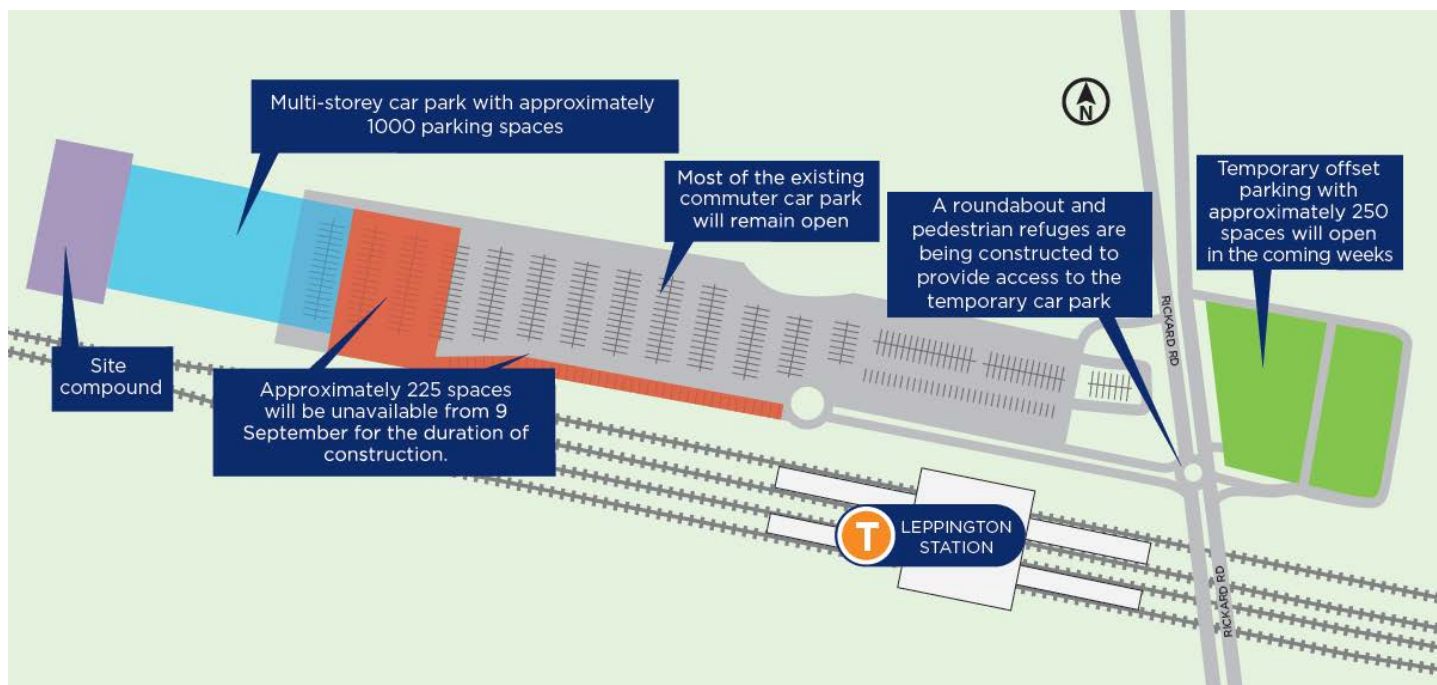 Multi-storey car park with approximately
1000 parking spaces
N
Most of the existing
commuter car park
will remain open
A roundabout and
pedestrian refuges are
being constructed to
provide access to the
temporary car park
Temporary offset
parking with
approximately 250
spaces will open
in the coming weeks
RICKARD RD
Site
compound
Approximately 225 spaces
will be unavailable from 9
September for the duration of
construction.
T
LEPPINGTON
STATION
RICKARD RD